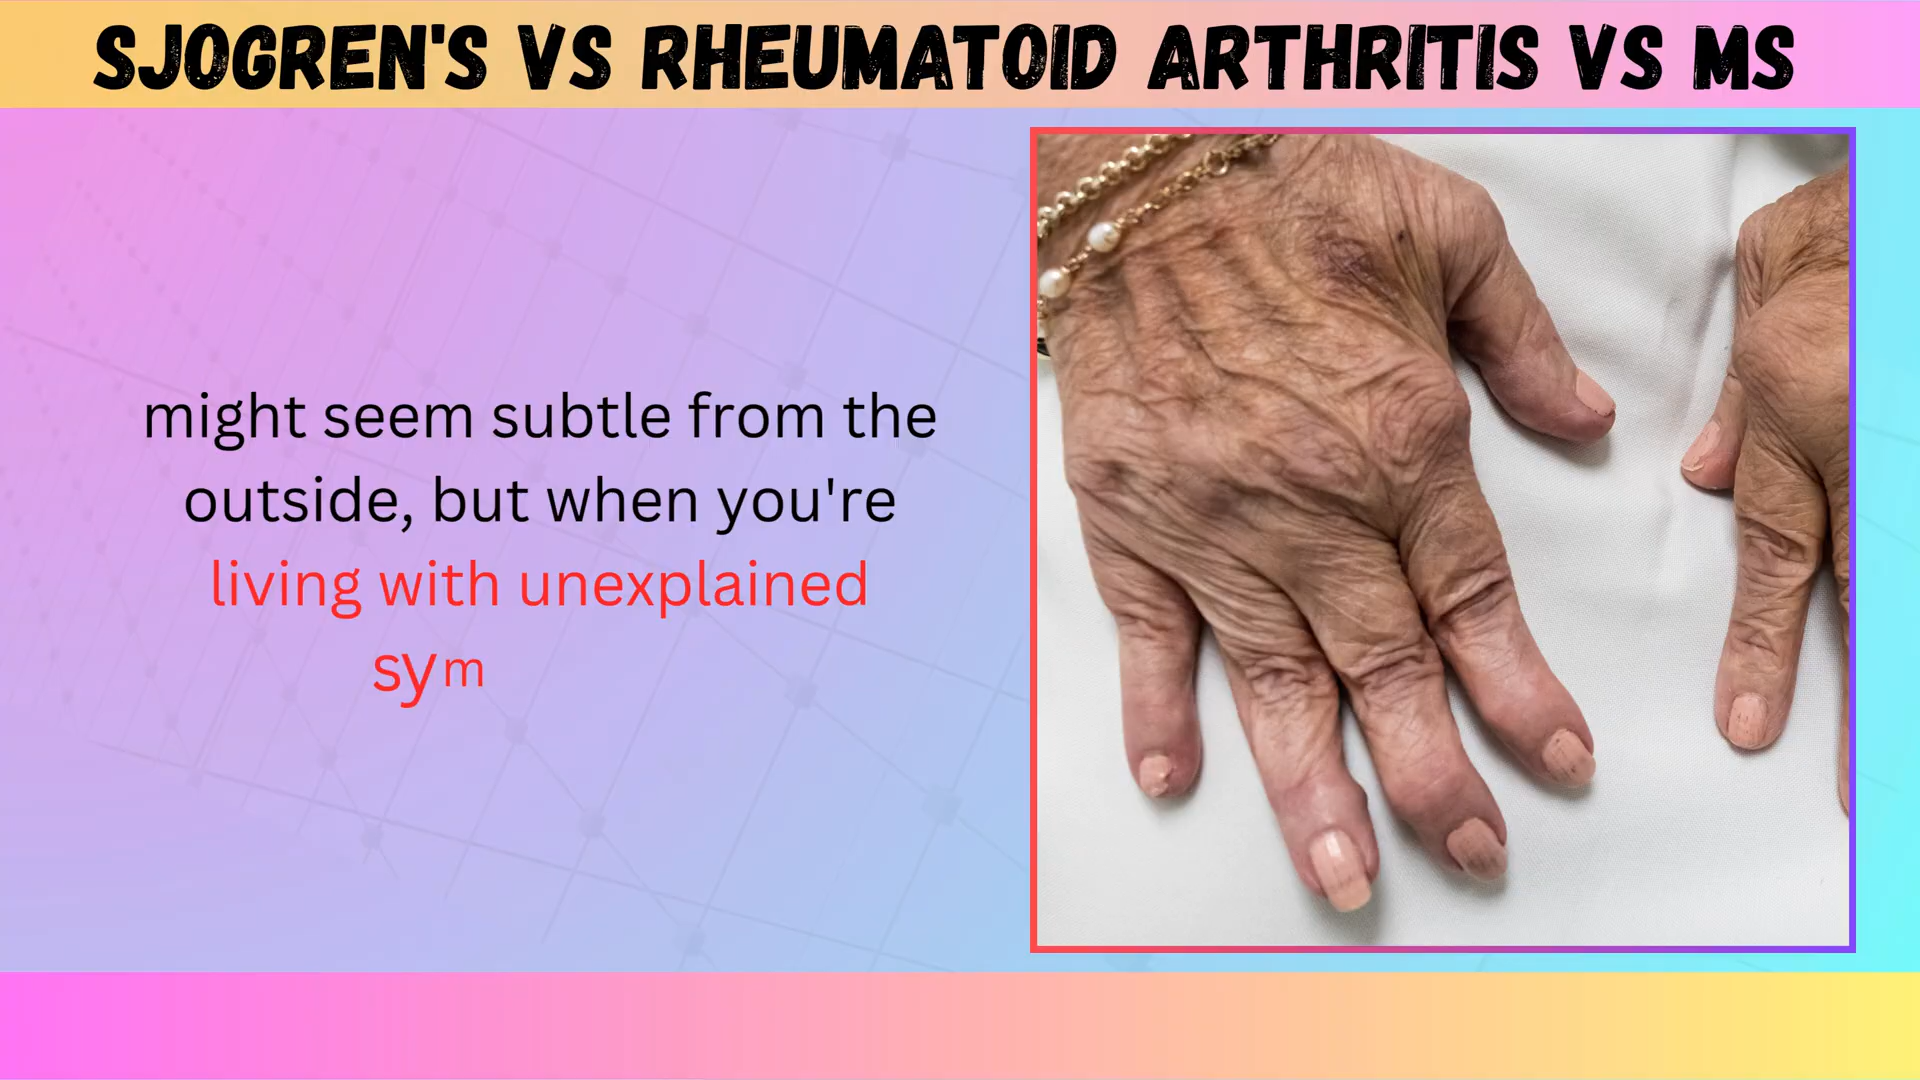 SJOGREN'S VS RHEUMATOID ARTHRITIS VS MS
might seem subtle from the
outside, but when you're
living with unexplained
sym